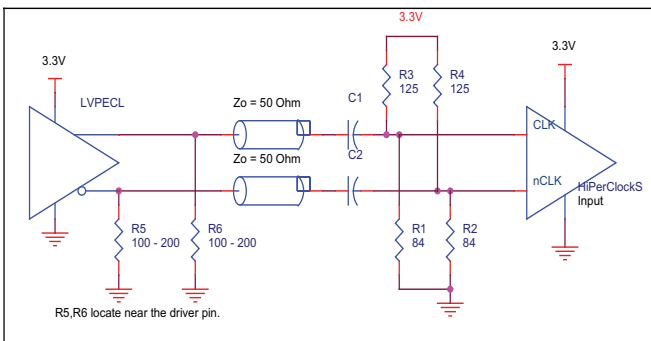 3.3V
3.3V
3.3V
R3
125
R4
125
LVPECL
Zo = 50 Ohm
C1
CLK
Zo = 50 Ohm
C2
nCLK
HiPerClockS
Input
R5
100 - 200
R6
100 - 200
R1
84
R2
84
R5,R6 locate near the driver pin.